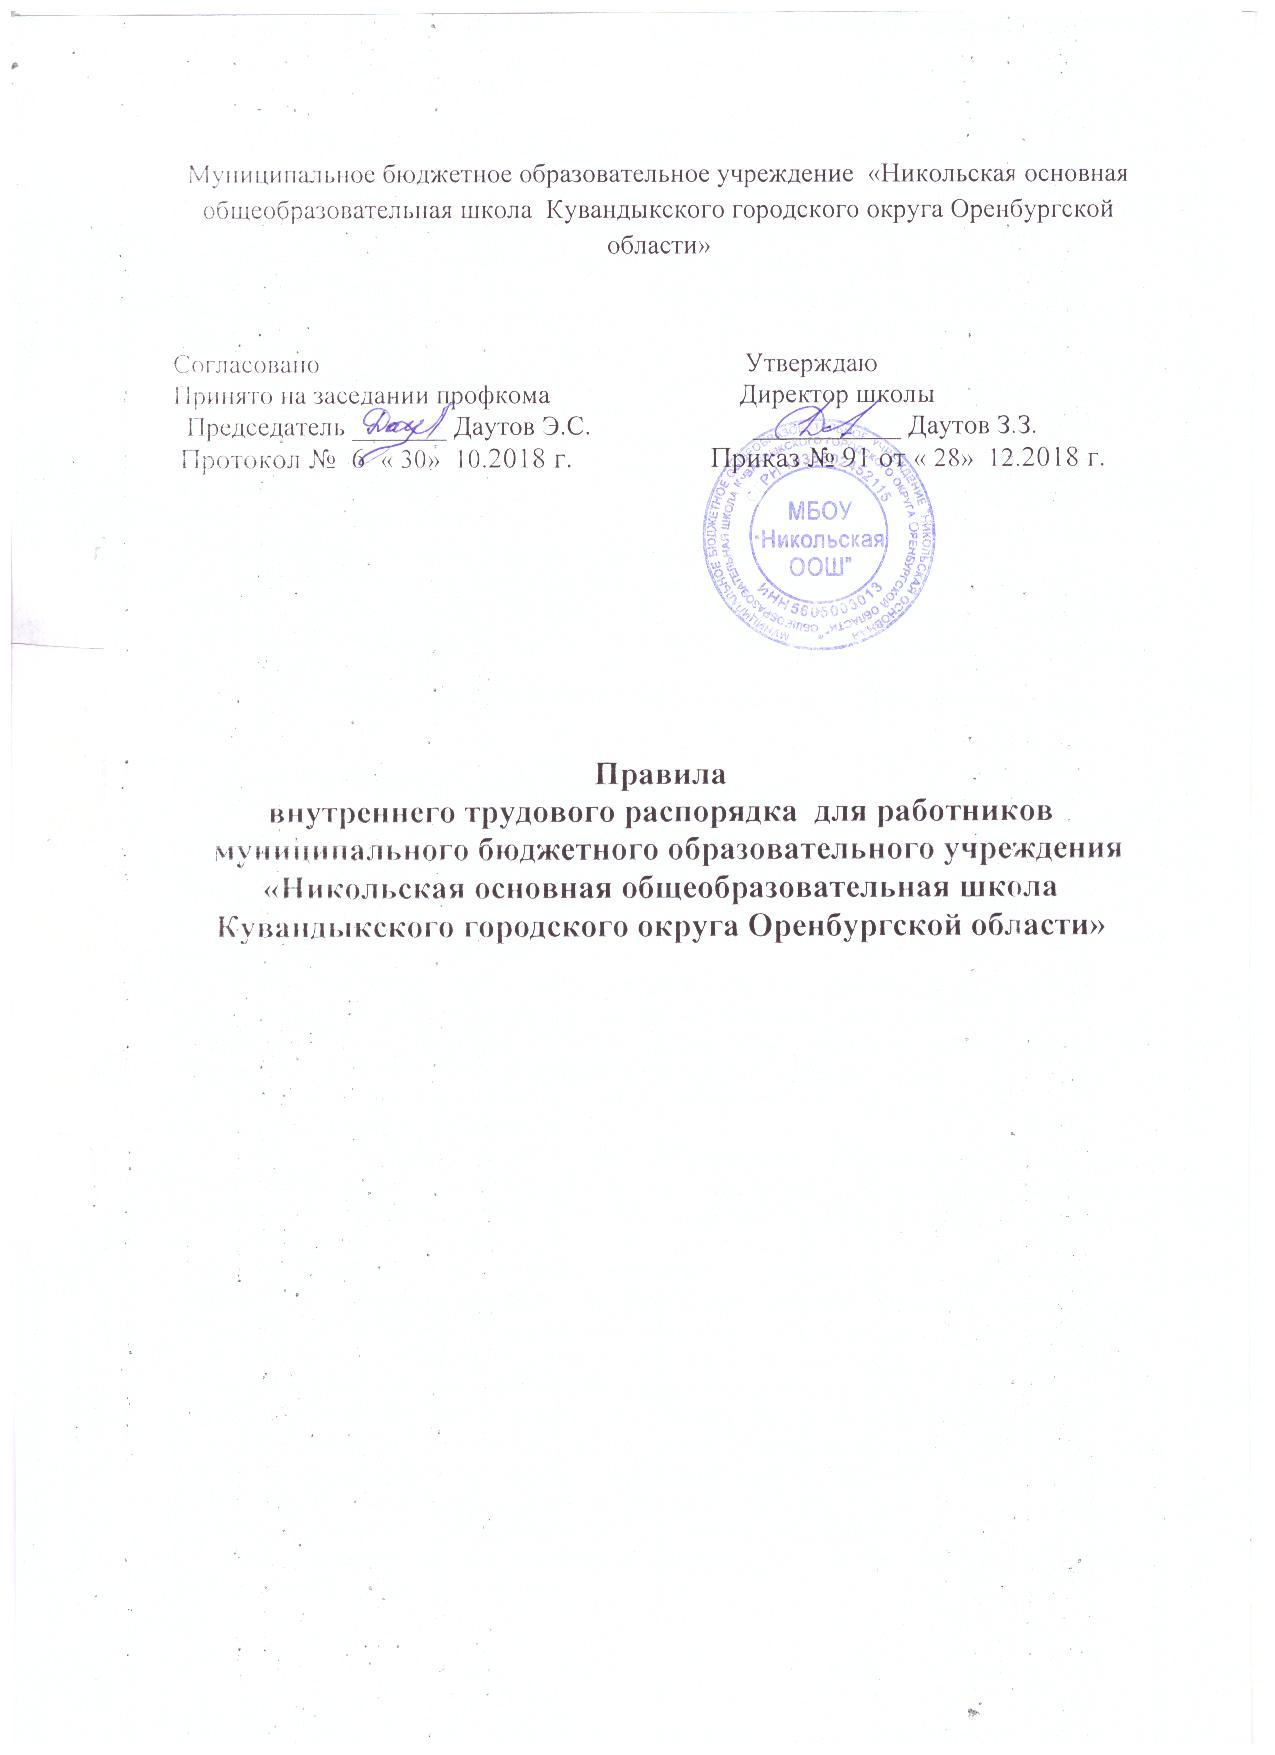 Муниципальное бюджетное образовательное учреждение «Никольская основная
общеобразовательная школа Кувандыкского городского округа Оренбургской
области»
Согласовано Утверждаю
Принято на заседании профкома Директор школы
Председатель _______ Даутов Э.С. ___________ Даутов З.З.
Протокол № 6 « 30» 10.2018 г. Приказ № 91 от « 28» 12.2018 г.
МБОУ
"Никольская
ООШ"
ИНН5605003013
Правила
внутреннего трудового распорядка для работников
муниципального бюджетного образовательного учреждения
«Никольская основная общеобразовательная школа
Кувандыкского городского округа Оренбургской области»